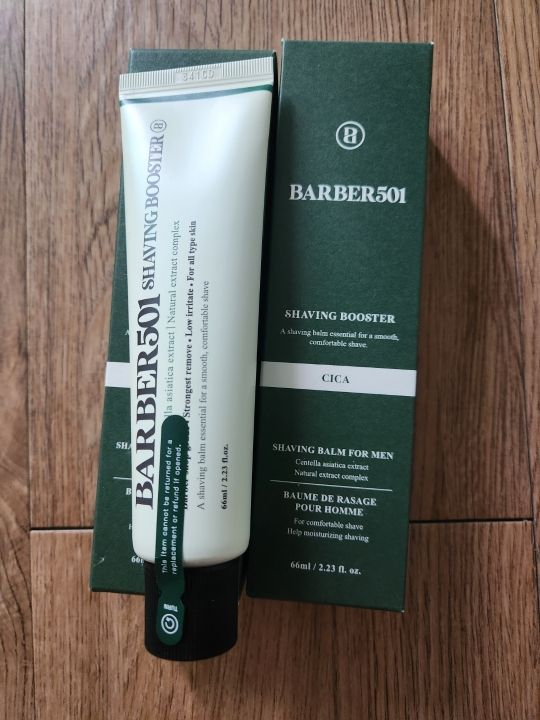 84100
BARBER501 SHAVING BOOSTER
asiatica extract | Natural extract complex
• Strongest remove • Low irritate • For all type skin
A shaving balm essential for a smooth, comfortable shave
66ml / 2.23 fl.oz.
This item cannot be returned for a
replacement or refund if opened.
BARBER501
SHAVING BOOSTER
A shaving balm essential for a smooth,
comfortable shave.
CICA
SHAVING BALM FOR MEN
Centella asiatica extract
Natural extract complex
BAUME DE RASAGE
POUR HOMME
For comfortable shave
Help moisturizing shaving
66ml / 2.23 fl. oz.